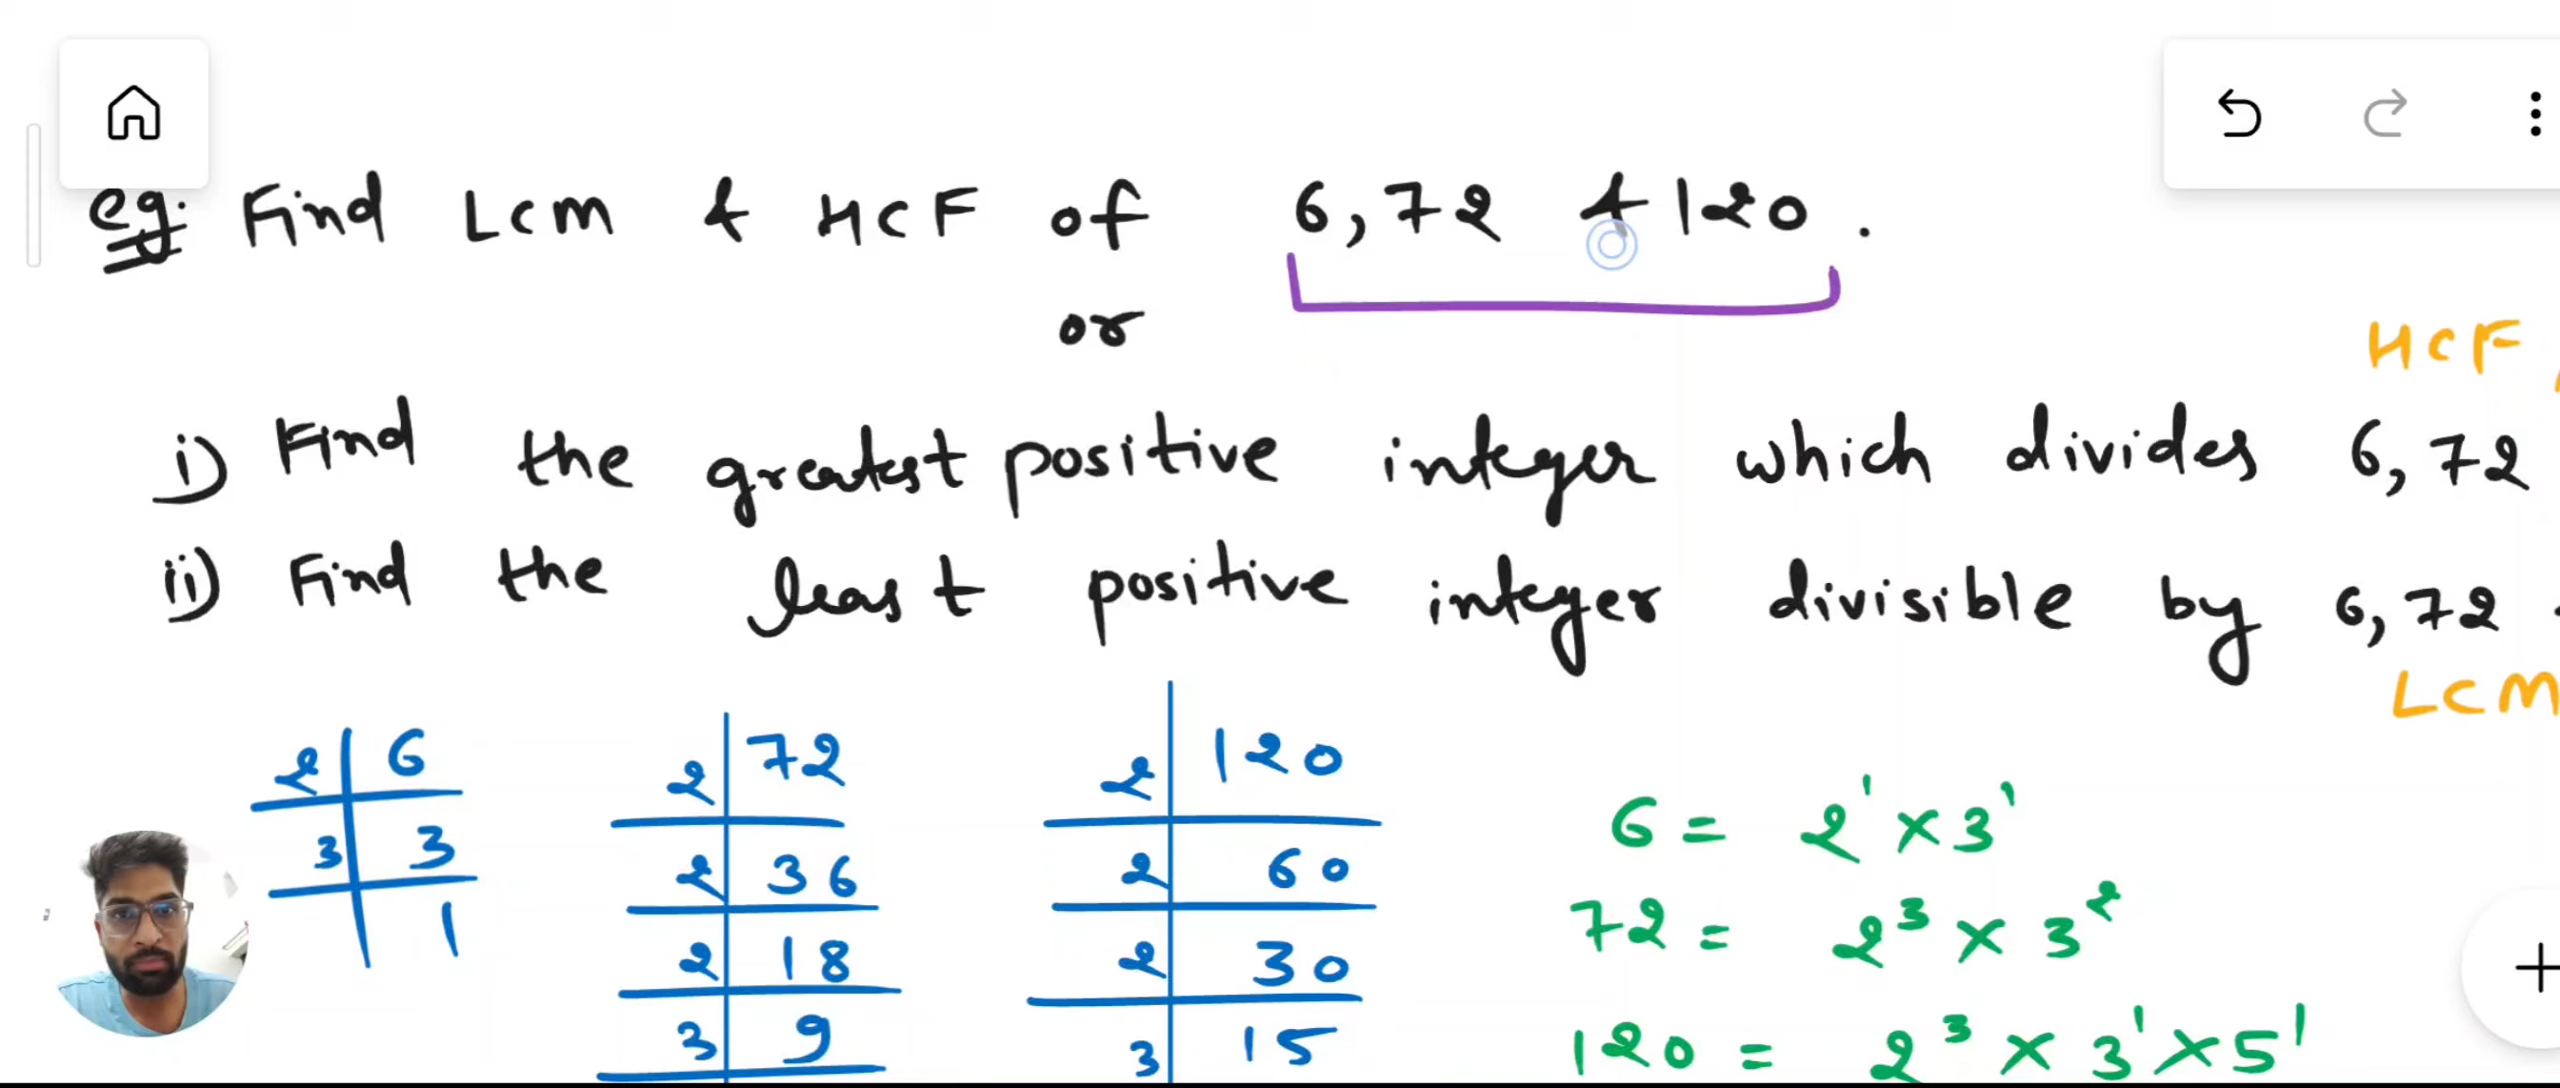 eg: Find LCM & HCF of 6,72 & 120.
or
HCF
i) Find the greatest positive integer which divides 6,72
ii) Find the least positive integer divisible by 6,72
LCM
2 | 6
3 | 3
1
2 | 72
2 | 36
2 | 18
3 | 9
2 | 120
2 | 60
2 | 30
3 | 15
6 = 2¹ × 3¹
72 = 2³ × 3²
120 = 2³ × 3¹ × 5¹